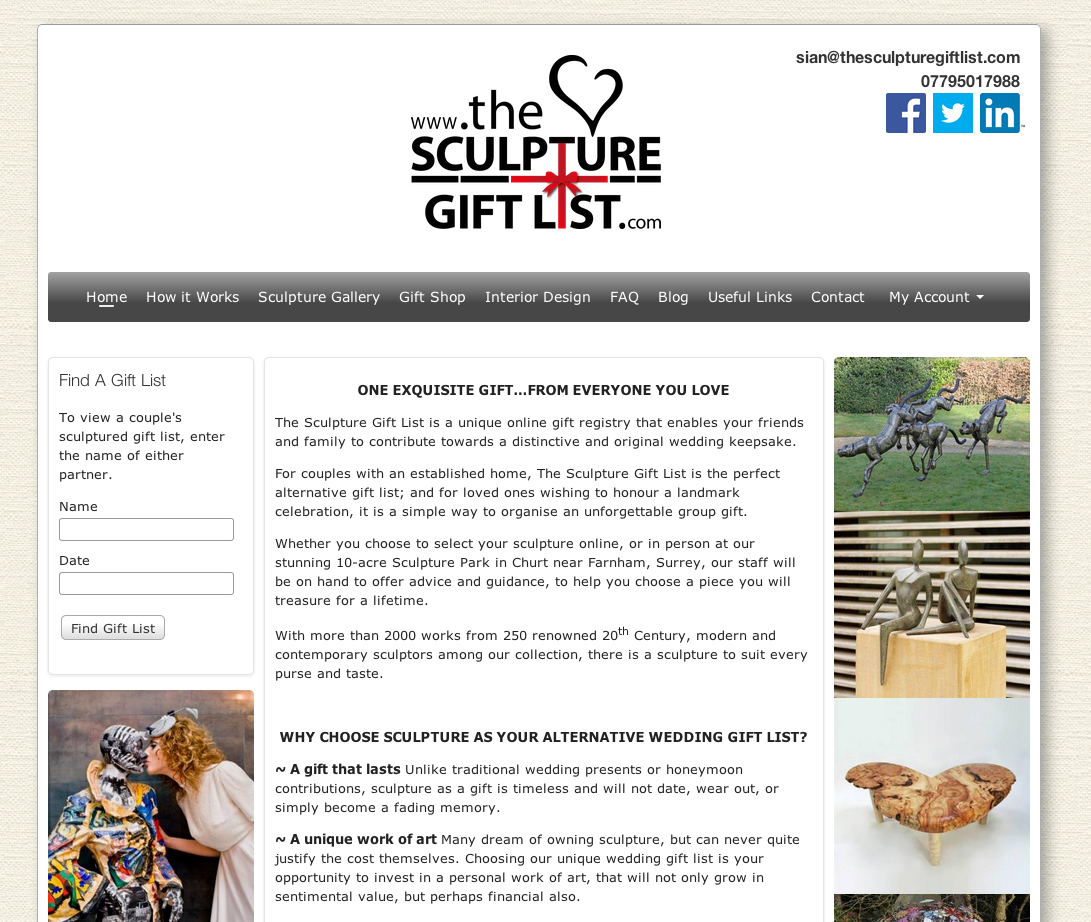 sian@thesculpturegiftlist.com
07795017988
www.the
SCULPTURE
GIFT LIST.com
Home How it Works Sculpture Gallery Gift Shop Interior Design FAQ Blog Useful Links Contact My Account
Find A Gift List
To view a couple's
sculptured gift list, enter
the name of either
partner.
Name
Date
Find Gift List
ONE EXQUISITE GIFT...FROM EVERYONE YOU LOVE
The Sculpture Gift List is a unique online gift registry that enables your friends
and family to contribute towards a distinctive and original wedding keepsake.
For couples with an established home, The Sculpture Gift List is the perfect
alternative gift list; and for loved ones wishing to honour a landmark
celebration, it is a simple way to organise an unforgettable group gift.
Whether you choose to select your sculpture online, or in person at our
stunning 10-acre Sculpture Park in Churt near Farnham, Surrey, our staff will
be on hand to offer advice and guidance, to help you choose a piece you will
treasure for a lifetime.
With more than 2000 works from 250 renowned 20th Century, modern and
contemporary sculptors among our collection, there is a sculpture to suit every
purse and taste.
WHY CHOOSE SCULPTURE AS YOUR ALTERNATIVE WEDDING GIFT LIST?
~ A gift that lasts Unlike traditional wedding presents or honeymoon
contributions, sculpture as a gift is timeless and will not date, wear out, or
simply become a fading memory.
~ A unique work of art Many dream of owning sculpture, but can never quite
justify the cost themselves. Choosing our unique wedding gift list is your
opportunity to invest in a personal work of art, that will not only grow in
sentimental value, but perhaps financial also.